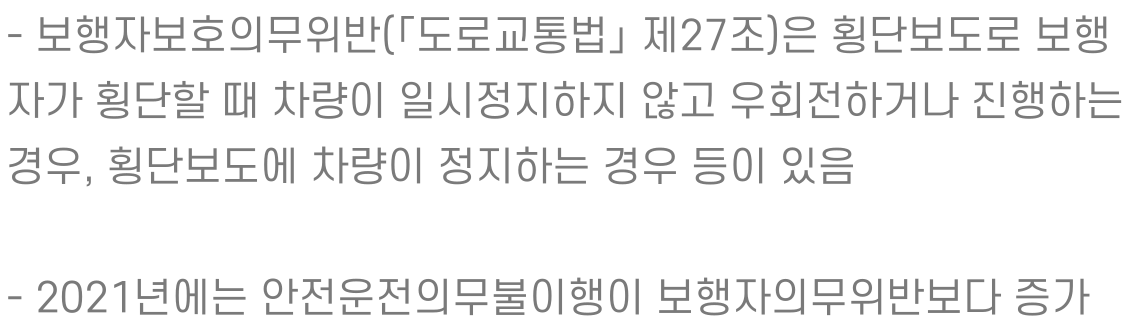 - 보행자보호의무위반(「도로교통법」 제27조)은 횡단보도로 보행
자가 횡단할 때 차량이 일시정지하지 않고 우회전하거나 진행하는
경우, 횡단보도에 차량이 정지하는 경우 등이 있음
- 2021년에는 안전운전의무불이행이 보행자의무위반보다 증가